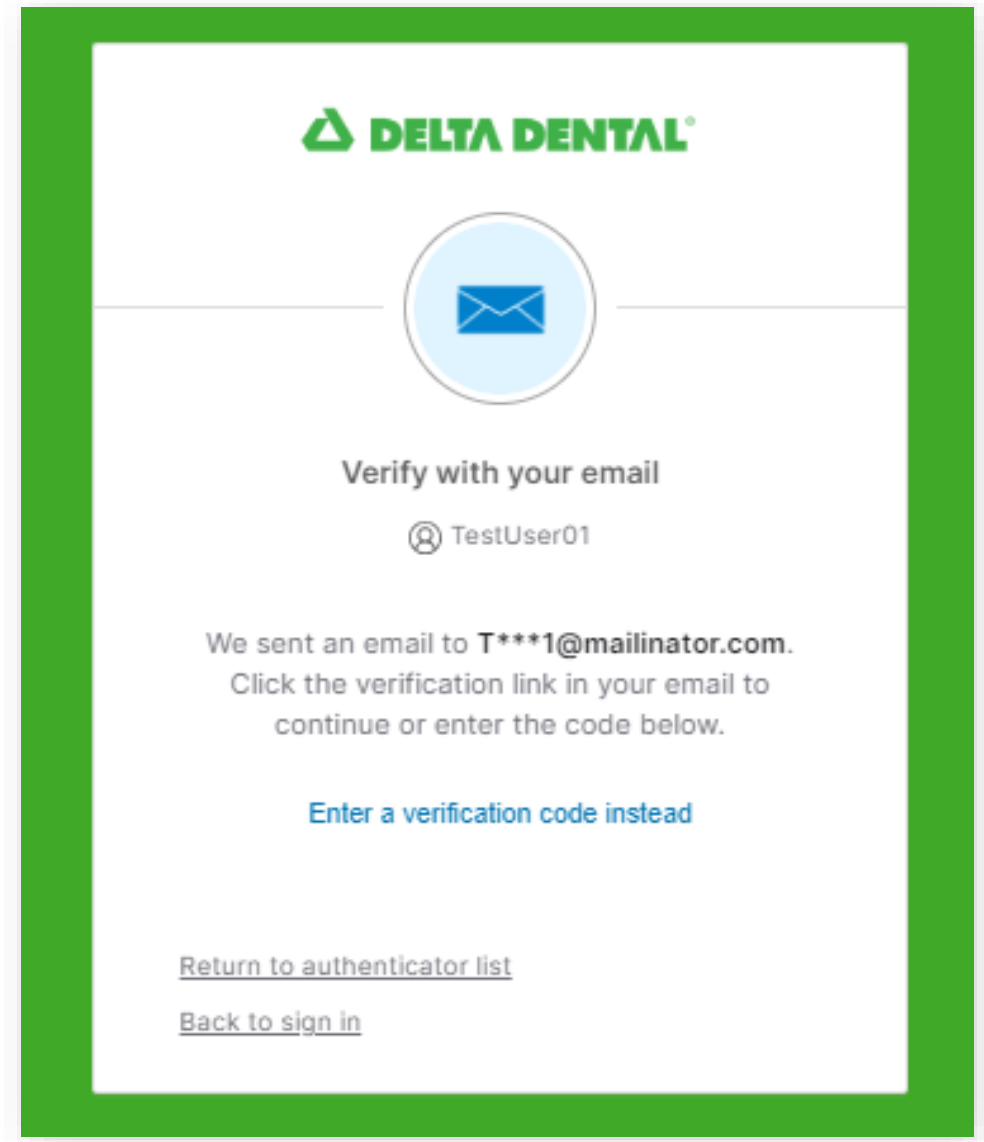 DELTA DENTAL®
Verify with your email
TestUser01
We sent an email to T***1@mailinator.com.
Click the verification link in your email to
continue or enter the code below.
Enter a verification code instead
Return to authenticator list
Back to sign in